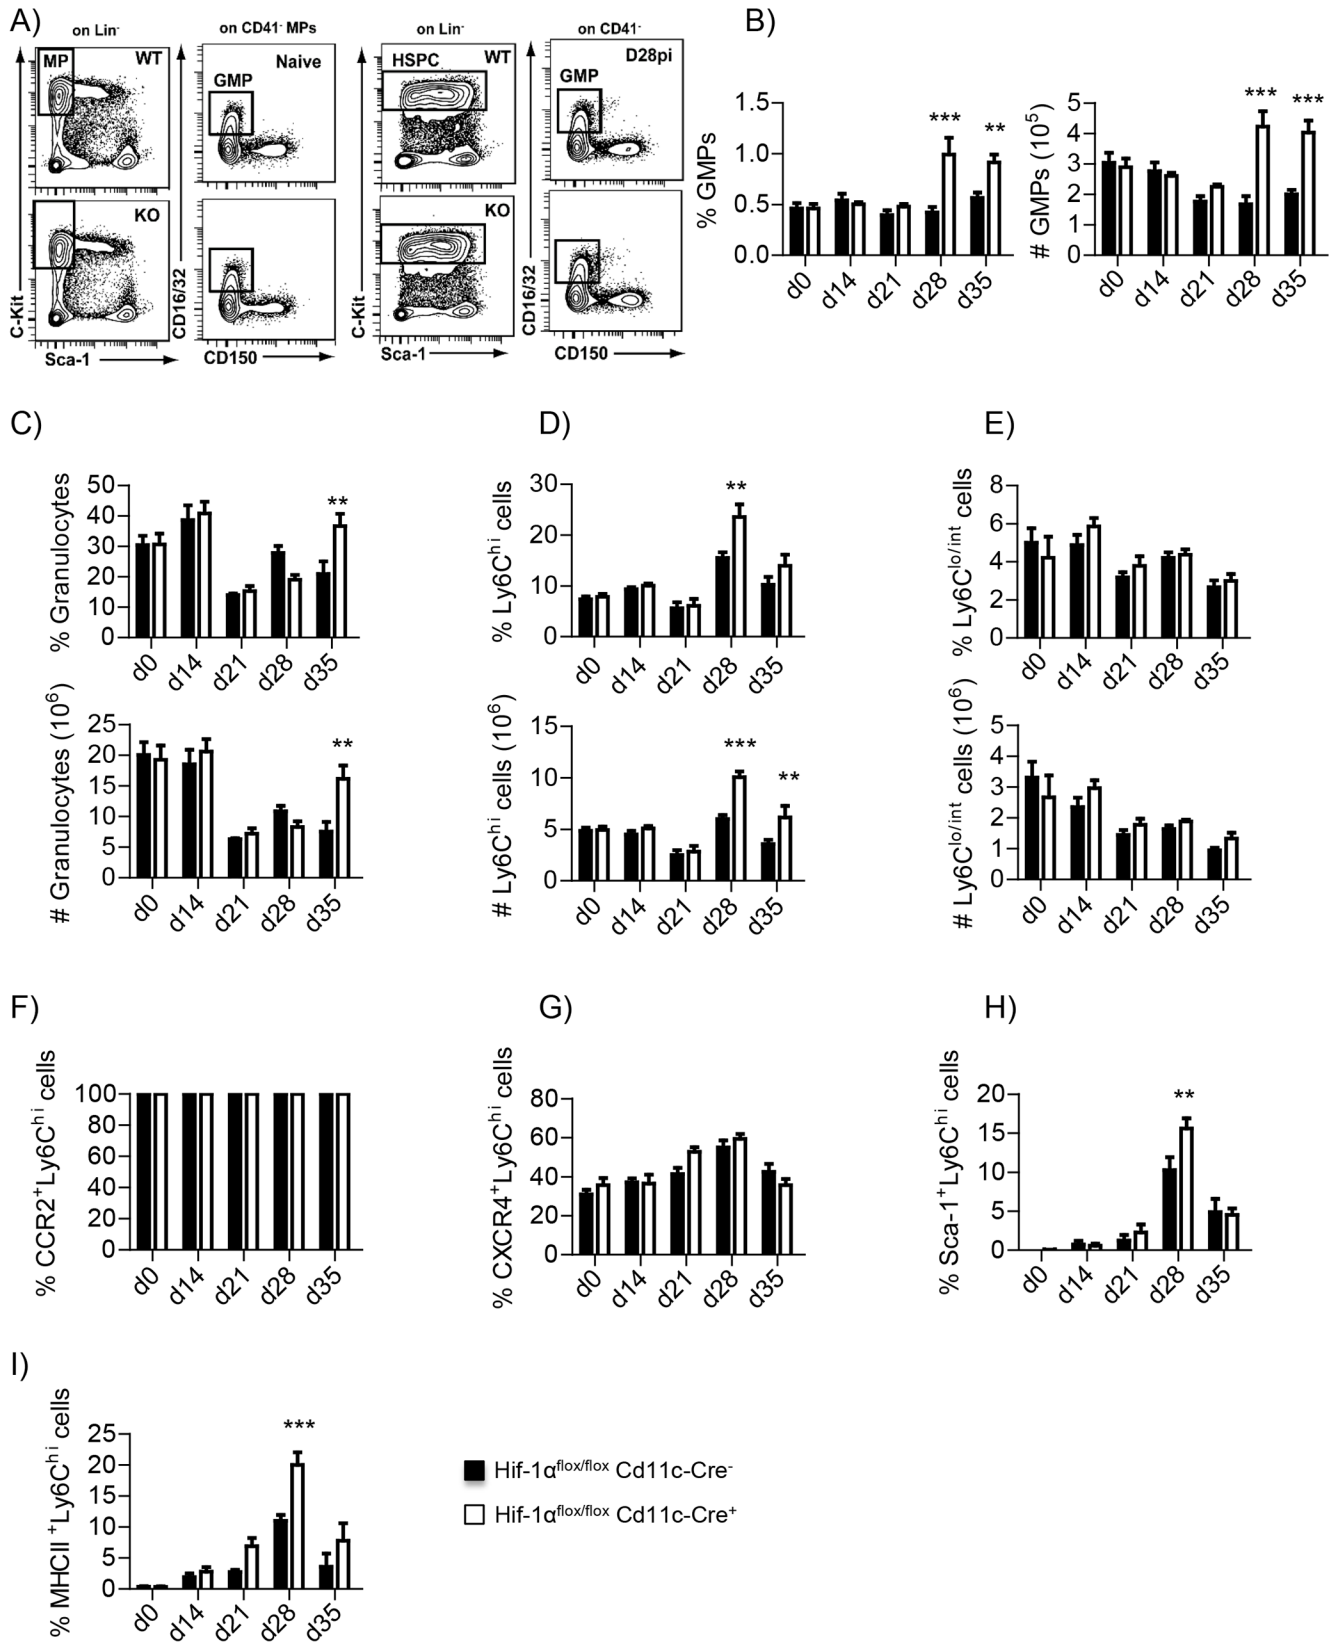 A)
on Lin-
on CD41- MPs
on Lin-
on CD41-
MP
WT
GMP
Naive
HSPC
WT
GMP
D28pi
KO
KO
C-Kit
Sca-1
CD16/32
CD150
C-Kit
Sca-1
CD16/32
CD150
B)
% GMPs
1.5
1.0
0.5
0.0
*** **
d0 d14 d21 d28 d35
# GMPs (10⁵)
5
4
3
2
1
0
*** ***
d0 d14 d21 d28 d35
C)
% Granulocytes
50
40
30
20
10
0
**
d0 d14 d21 d28 d35
# Granulocytes (10⁶)
25
20
15
10
5
0
**
d0 d14 d21 d28 d35
D)
% Ly6Chi cells
30
20
10
0
**
d0 d14 d21 d28 d35
# Ly6Chi cells (10⁶)
15
10
5
0
*** **
d0 d14 d21 d28 d35
E)
% Ly6Clo/int cells
8
6
4
2
0
d0 d14 d21 d28 d35
# Ly6Clo/int cells (10⁶)
5
4
3
2
1
0
d0 d14 d21 d28 d35
F)
% CCR2+Ly6Chi cells
100
80
60
40
20
0
d0 d14 d21 d28 d35
G)
% CXCR4+Ly6Chi cells
80
60
40
20
0
d0 d14 d21 d28 d35
H)
% Sca-1+Ly6Chi cells
20
15
10
5
0
**
d0 d14 d21 d28 d35
I)
% MHCII +Ly6Chi cells
25
20
15
10
5
0
***
d0 d14 d21 d28 d35
Hif-1αflox/flox Cd11c-Cre-
Hif-1αflox/flox Cd11c-Cre+